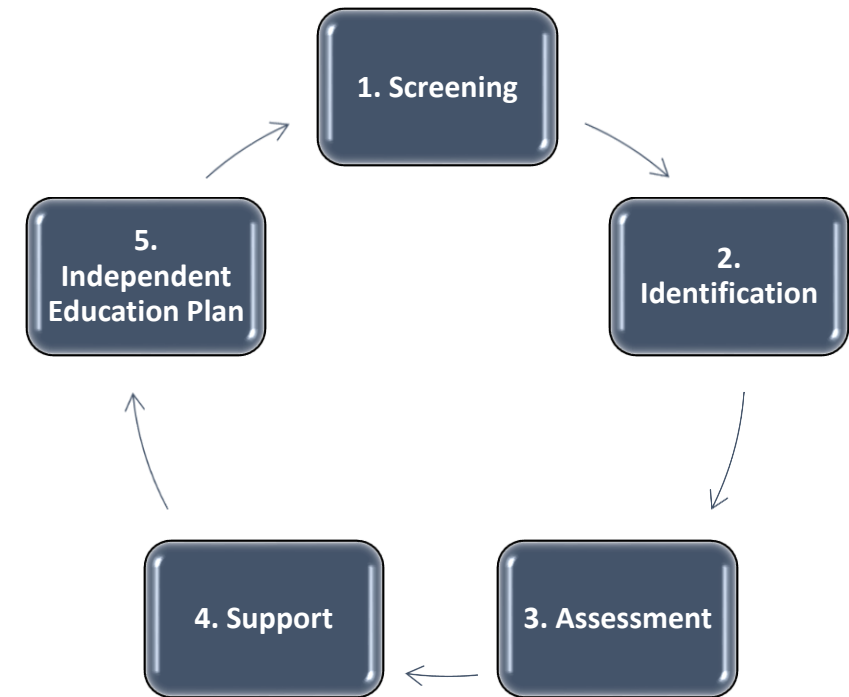 1. Screening
2.
Identification
3. Assessment
4. Support
5.
Independent
Education Plan